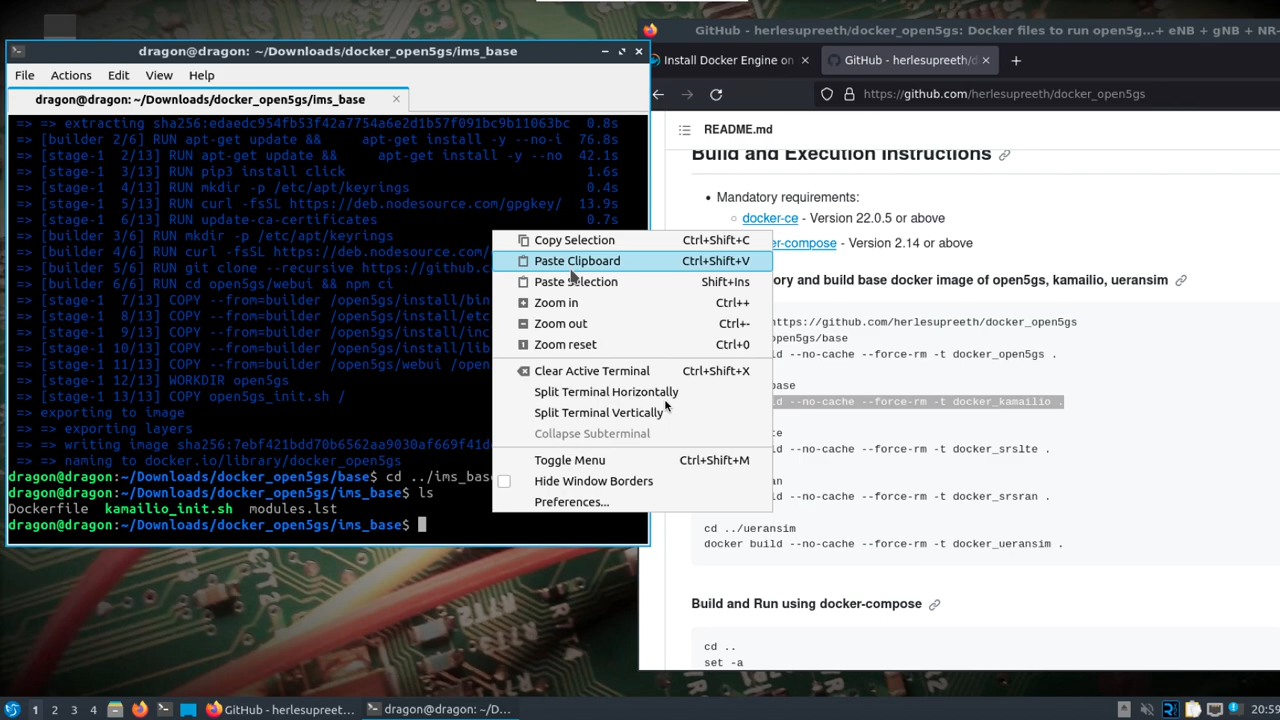 dragon@dragon: ~/Downloads/docker_open5gs/ims_base
File Actions Edit View Help
dragon@dragon: ~/Downloads/docker_open5gs/ims_base
=> => extracting sha256:edaedc954fb53f42a7754a6e2d1b57f091bc9b11063bc 0.8s
=> [builder 2/6] RUN apt-get update && apt-get install -y --no-i 76.8s
=> [stage-1 2/13] RUN apt-get update && apt-get install -y --no 42.1s
=> [stage-1 3/13] RUN pip3 install click 1.6s
=> [stage-1 4/13] RUN mkdir -p /etc/apt/keyrings 0.4s
=> [stage-1 5/13] RUN curl -fsSL https://deb.nodesource.com/gpgkey/ 13.9s
=> [stage-1 6/13] RUN update-ca-certificates 0.7s
=> [builder 3/6] RUN mkdir -p /etc/apt/keyrings
=> [builder 4/6] RUN curl -fsSL https://deb.nodesource.com/
=> [builder 5/6] RUN git clone --recursive https://github.c
=> [builder 6/6] RUN cd open5gs/webui && npm ci
=> [stage-1 7/13] COPY --from=builder /open5gs/install/bin
=> [stage-1 8/13] COPY --from=builder /open5gs/install/etc
=> [stage-1 9/13] COPY --from=builder /open5gs/install/inc
=> [stage-1 10/13] COPY --from=builder /open5gs/install/lib
=> [stage-1 11/13] COPY --from=builder /open5gs/webui /open
=> [stage-1 12/13] WORKDIR open5gs
=> [stage-1 13/13] COPY open5gs_init.sh /
=> exporting to image
=> => exporting layers
=> => writing image sha256:7ebf421bdd70b6562aa9030af669f41d
=> => naming to docker.io/library/docker_open5gs
dragon@dragon:~/Downloads/docker_open5gs/base$ cd ../ims_bas
dragon@dragon:~/Downloads/docker_open5gs/ims_base$ ls
Dockerfile kamailio_init.sh modules.lst
dragon@dragon:~/Downloads/docker_open5gs/ims_base$
Copy Selection Ctrl+Shift+C
Paste Clipboard Ctrl+Shift+V
Paste Selection Shift+Ins
Zoom in Ctrl++
Zoom out Ctrl+-
Zoom reset Ctrl+0
Clear Active Terminal Ctrl+Shift+X
Split Terminal Horizontally
Split Terminal Vertically
Collapse Subterminal
Toggle Menu Ctrl+Shift+M
Hide Window Borders
Preferences...
GitHub - herlesupreeth/docker_open5gs: Docker files to run open5g…+ eNB + gNB + NR-
Install Docker Engine on
GitHub - herlesupreeth/d
https://github.com/herlesupreeth/docker_open5gs
README.md
Build and Execution Instructions
• Mandatory requirements:
docker-ce - Version 22.0.5 or above
er-compose - Version 2.14 or above
ory and build base docker image of open5gs, kamailio, ueransim
https://github.com/herlesupreeth/docker_open5gs
open5gs/base
ld --no-cache --force-rm -t docker_open5gs .
base
ld --no-cache --force-rm -t docker_kamailio .
te
ld --no-cache --force-rm -t docker_srslte .
an
ld --no-cache --force-rm -t docker_srsran .
cd ../ueransim
docker build --no-cache --force-rm -t docker_ueransim .
Build and Run using docker-compose
cd ..
set -a
1 2 3 4
GitHub - herlesupreet…
dragon@dragon: ~/D…
20:59